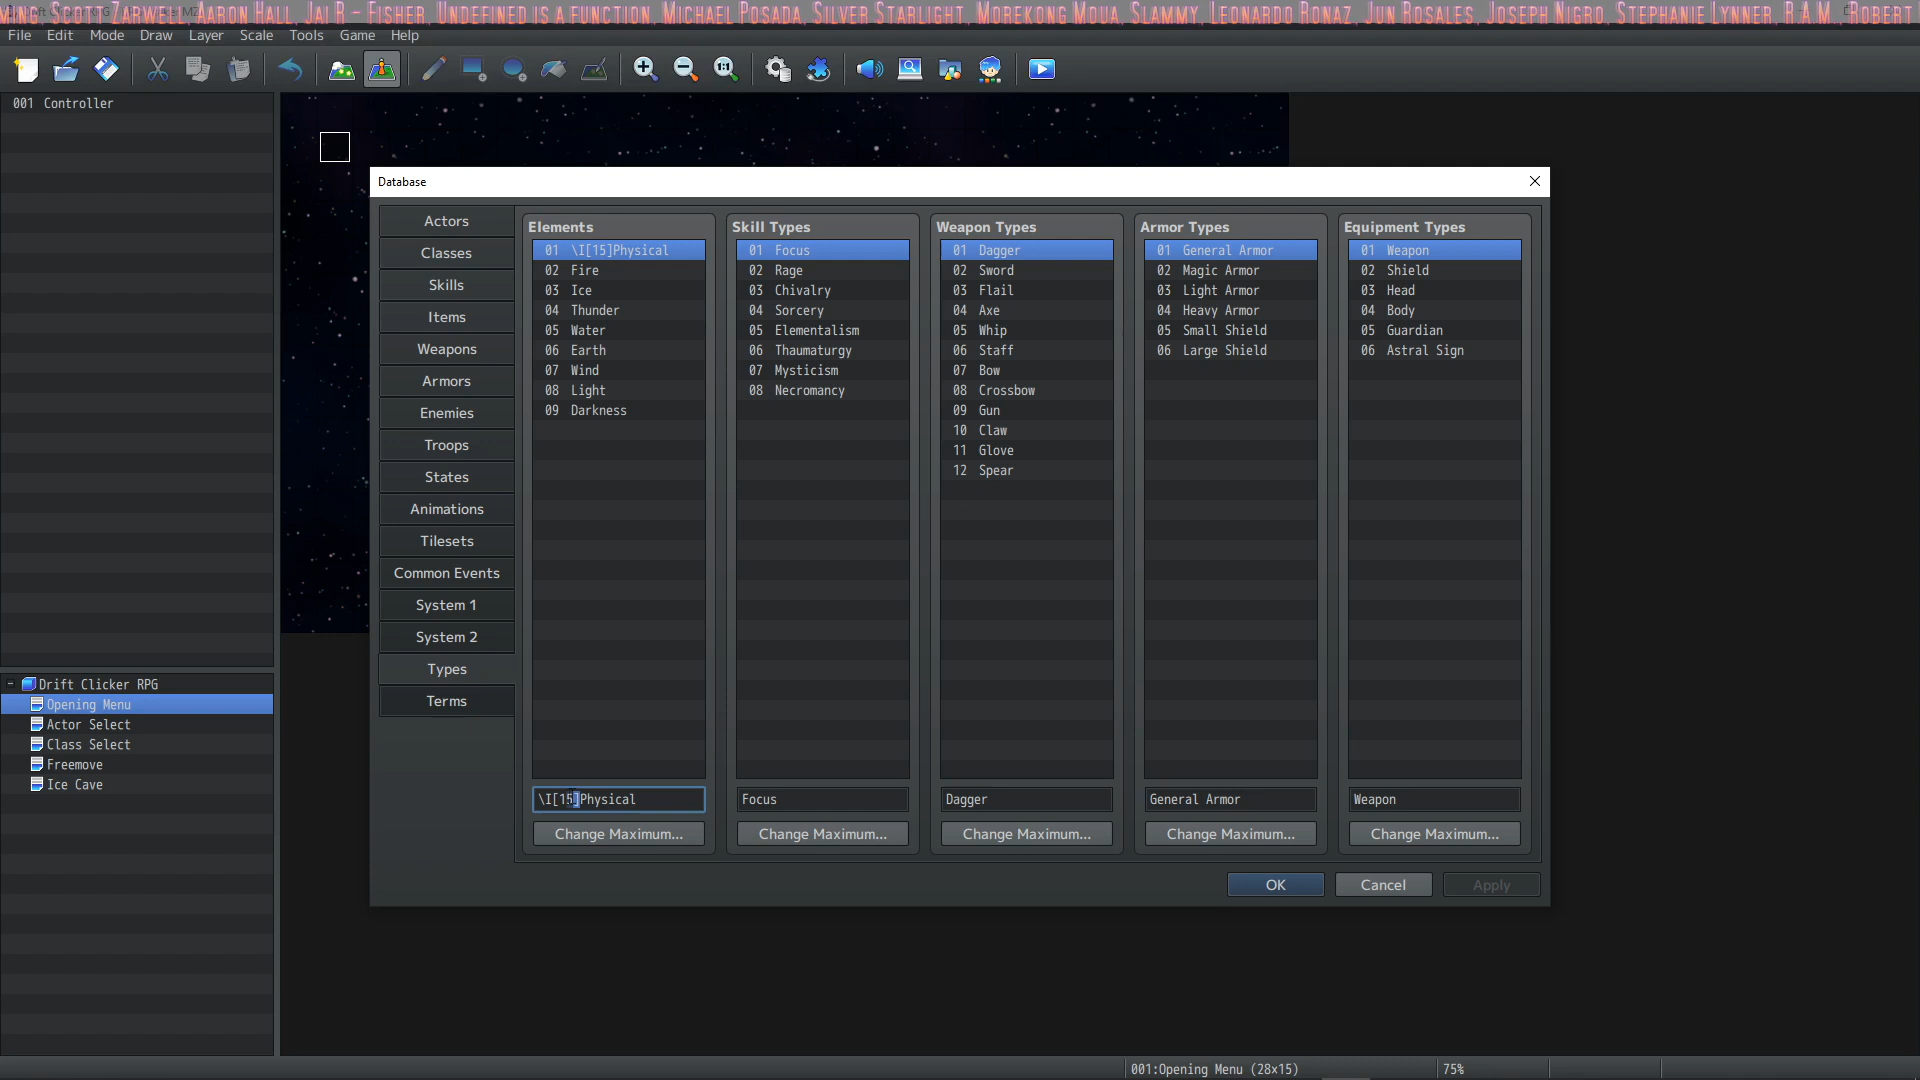 Zarwell, Aaron Hall, Jai B - Fisher, Undefined is a function, Michael Posada, Silver Starlight, Morekong Moua, Slammy, Leonardo Bonaz, Jun Rosales, Joseph Nigro, Stephanie Lynner, R.A.M., Robert
File Edit Mode Draw Layer Scale Tools Game Help
001 Controller
Database
Actors
Classes
Skills
Items
Weapons
Armors
Enemies
Troops
States
Animations
Tilesets
Common Events
System 1
System 2
Types
Terms
Elements
01 \I[15]Physical
02 Fire
03 Ice
04 Thunder
05 Water
06 Earth
07 Wind
08 Light
09 Darkness
\I[15]Physical
Change Maximum...
Skill Types
01 Focus
02 Rage
03 Chivalry
04 Sorcery
05 Elementalism
06 Thaumaturgy
07 Mysticism
08 Necromancy
Focus
Change Maximum...
Weapon Types
01 Dagger
02 Sword
03 Flail
04 Axe
05 Whip
06 Staff
07 Bow
08 Crossbow
09 Gun
10 Claw
11 Glove
12 Spear
Dagger
Change Maximum...
Armor Types
01 General Armor
02 Magic Armor
03 Light Armor
04 Heavy Armor
05 Small Shield
06 Large Shield
General Armor
Change Maximum...
Equipment Types
01 Weapon
02 Shield
03 Head
04 Body
05 Guardian
06 Astral Sign
Weapon
Change Maximum...
OK Cancel Apply
Drift Clicker RPG
Opening Menu
Actor Select
Class Select
Freemove
Ice Cave
001:Opening Menu (28x15) 75%